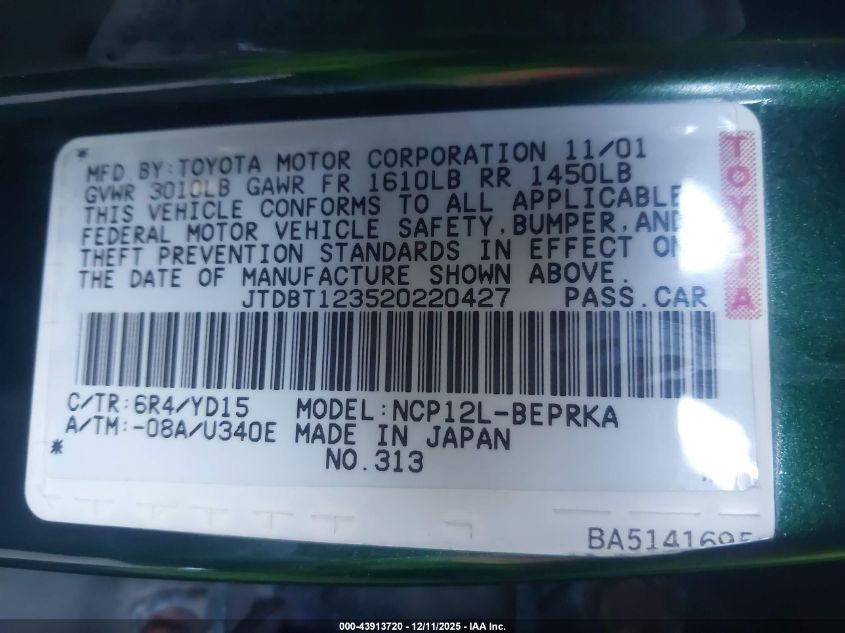 MFD. BY: TOYOTA MOTOR CORPORATION 11/01
GVWR 3010LB GAWR FR 1610LB RR 1450LB
THIS VEHICLE CONFORMS TO ALL APPLICABLE
FEDERAL MOTOR VEHICLE SAFETY, BUMPER, AND
THEFT PREVENTION STANDARDS IN EFFECT ON
THE DATE OF MANUFACTURE SHOWN ABOVE.
JTDBT123520220427 PASS. CAR
TOYOTA
C/TR: 6R4/YD15 MODEL: NCP12L-BEPRKA
A/TM: -08A/U340E MADE IN JAPAN
NO. 313
BA5141695
000-43913720 - 12/11/2025 - IAA Inc.